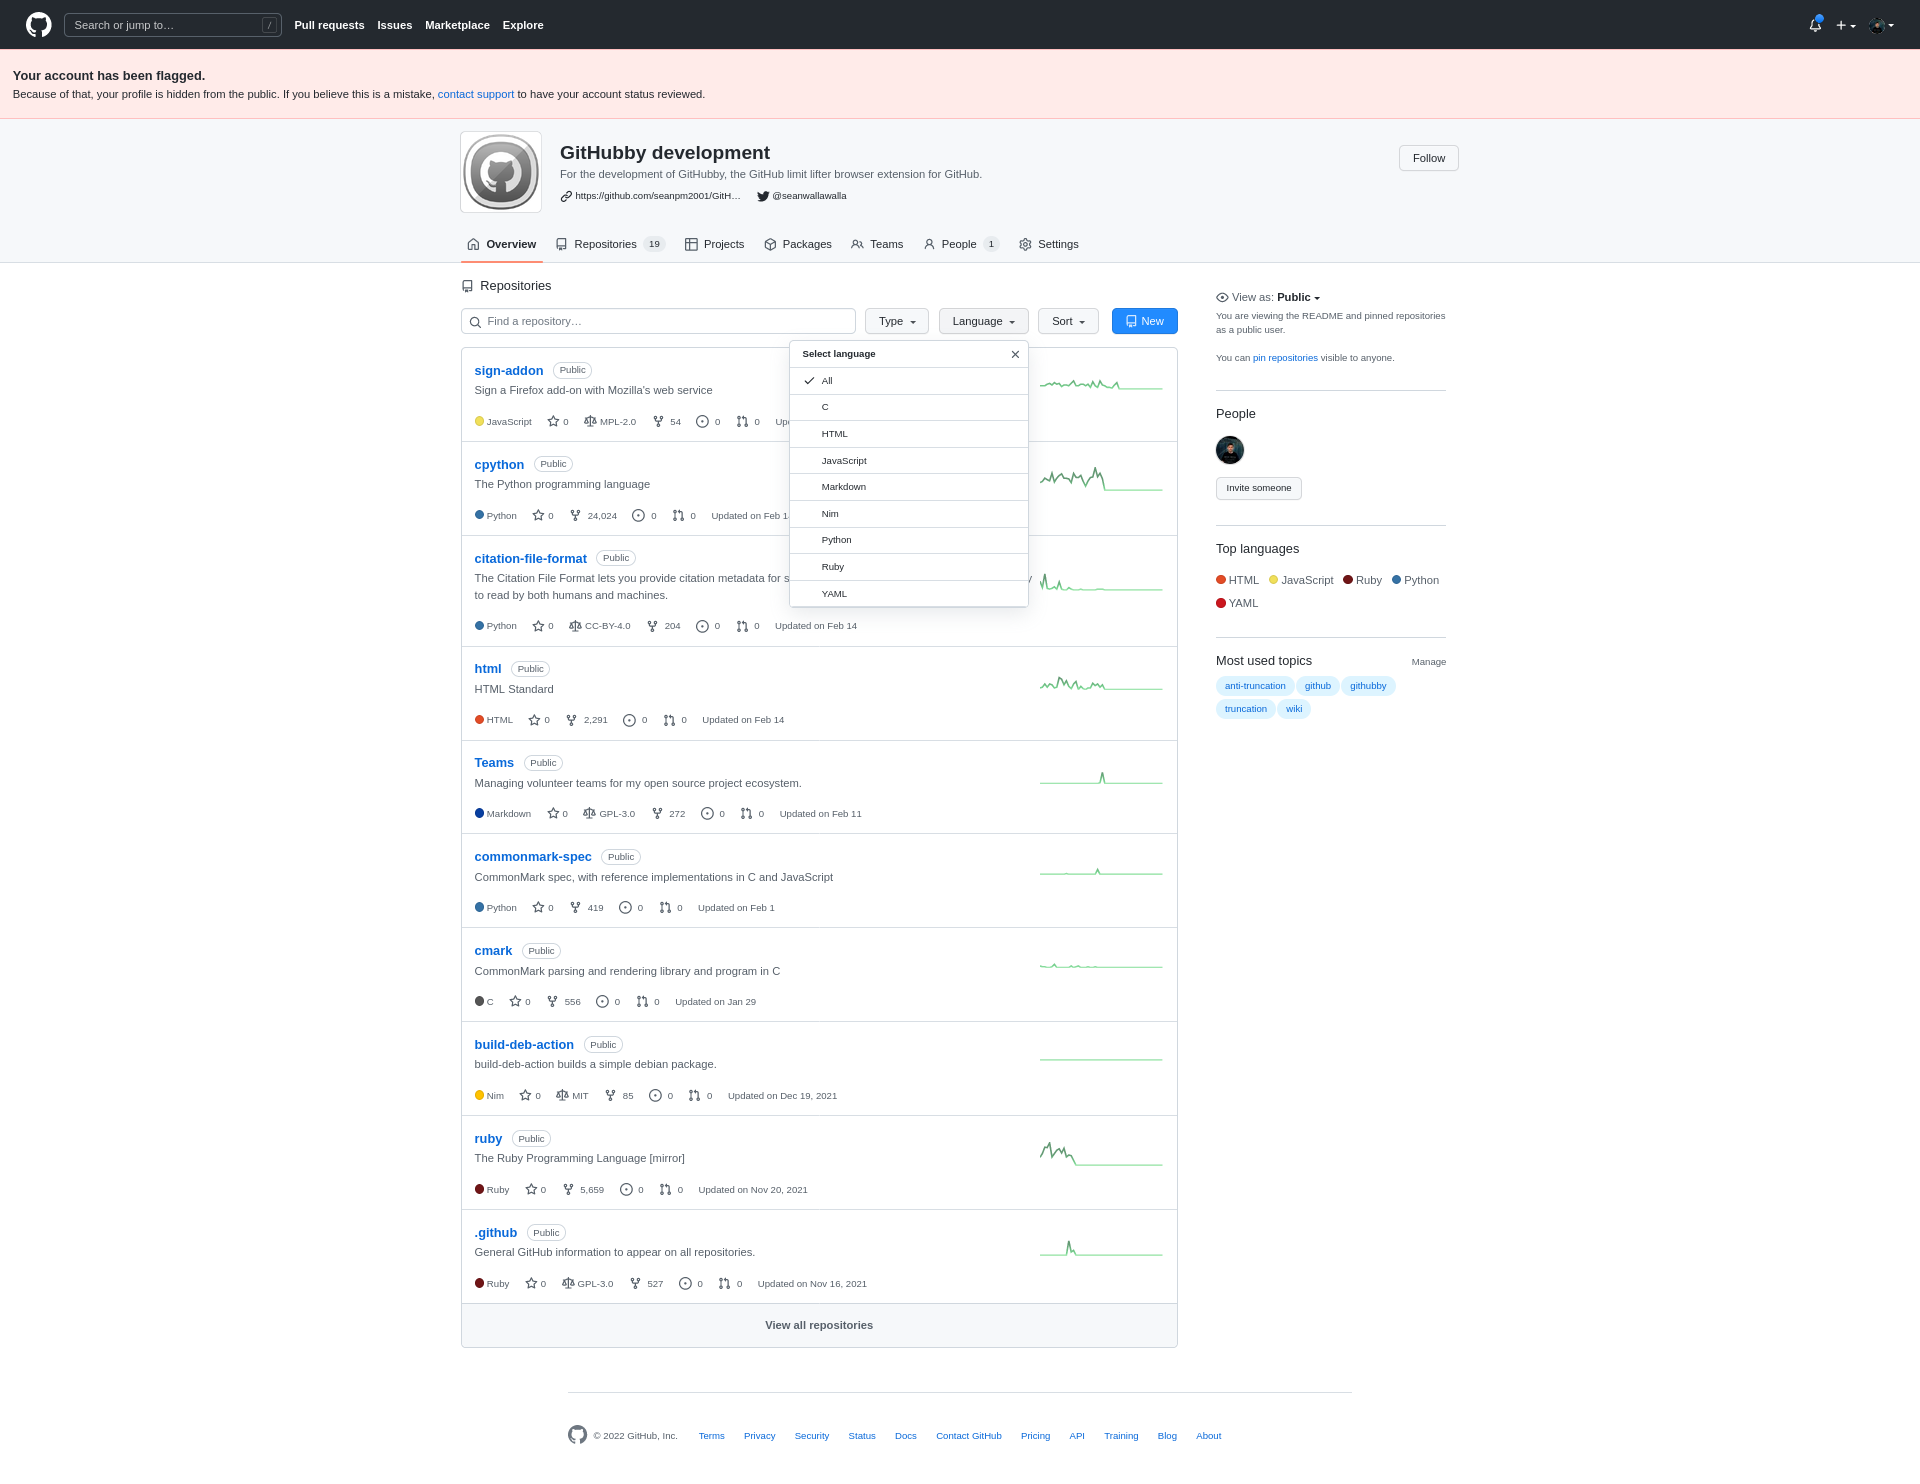 Search or jump to… /
Pull requests Issues Marketplace Explore
Your account has been flagged.
Because of that, your profile is hidden from the public. If you believe this is a mistake, contact support to have your account status reviewed.
GitHubby development
For the development of GitHubby, the GitHub limit lifter browser extension for GitHub.
https://github.com/seanpm2001/GitH… @seanwallawalla
Follow
Overview Repositories 19 Projects Packages Teams People 1 Settings
Repositories
Find a repository… Type Language Sort New
Select language
All
C
HTML
JavaScript
Markdown
Nim
Python
Ruby
YAML
sign-addon Public
Sign a Firefox add-on with Mozilla's web service
JavaScript 0 MPL-2.0 54 0 0
cpython Public
The Python programming language
Python 0 24,024 0 0 Updated on Feb
citation-file-format Public
The Citation File Format lets you provide citation metadata for
to read by both humans and machines.
Python 0 CC-BY-4.0 204 0 0 Updated on Feb 14
html Public
HTML Standard
HTML 0 2,291 0 0 Updated on Feb 14
Teams Public
Managing volunteer teams for my open source project ecosystem.
Markdown 0 GPL-3.0 272 0 0 Updated on Feb 11
commonmark-spec Public
CommonMark spec, with reference implementations in C and JavaScript
Python 0 419 0 0 Updated on Feb 1
cmark Public
CommonMark parsing and rendering library and program in C
C 0 556 0 0 Updated on Jan 29
build-deb-action Public
build-deb-action builds a simple debian package.
Nim 0 MIT 85 0 0 Updated on Dec 19, 2021
ruby Public
The Ruby Programming Language [mirror]
Ruby 0 5,659 0 0 Updated on Nov 20, 2021
.github Public
General GitHub information to appear on all repositories.
Ruby 0 GPL-3.0 527 0 0 Updated on Nov 16, 2021
View all repositories
View as: Public
You are viewing the README and pinned repositories
as a public user.
You can pin repositories visible to anyone.
People
Invite someone
Top languages
HTML JavaScript Ruby Python
YAML
Most used topics Manage
anti-truncation github githubby
truncation wiki
© 2022 GitHub, Inc. Terms Privacy Security Status Docs Contact GitHub Pricing API Training Blog About